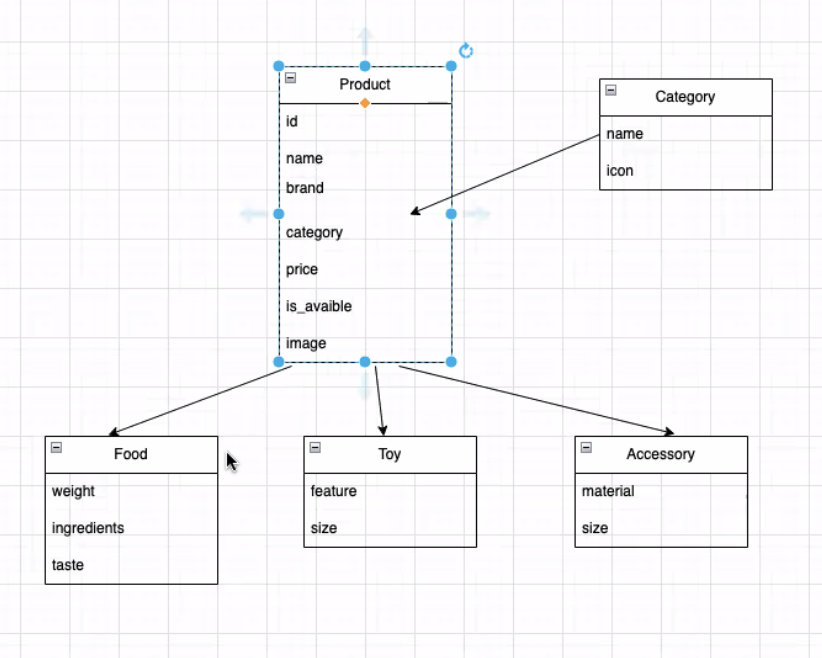 Product
id
name
brand
category
price
is_avaible
image
Category
name
icon
Food
weight
ingredients
taste
Toy
feature
size
Accessory
material
size